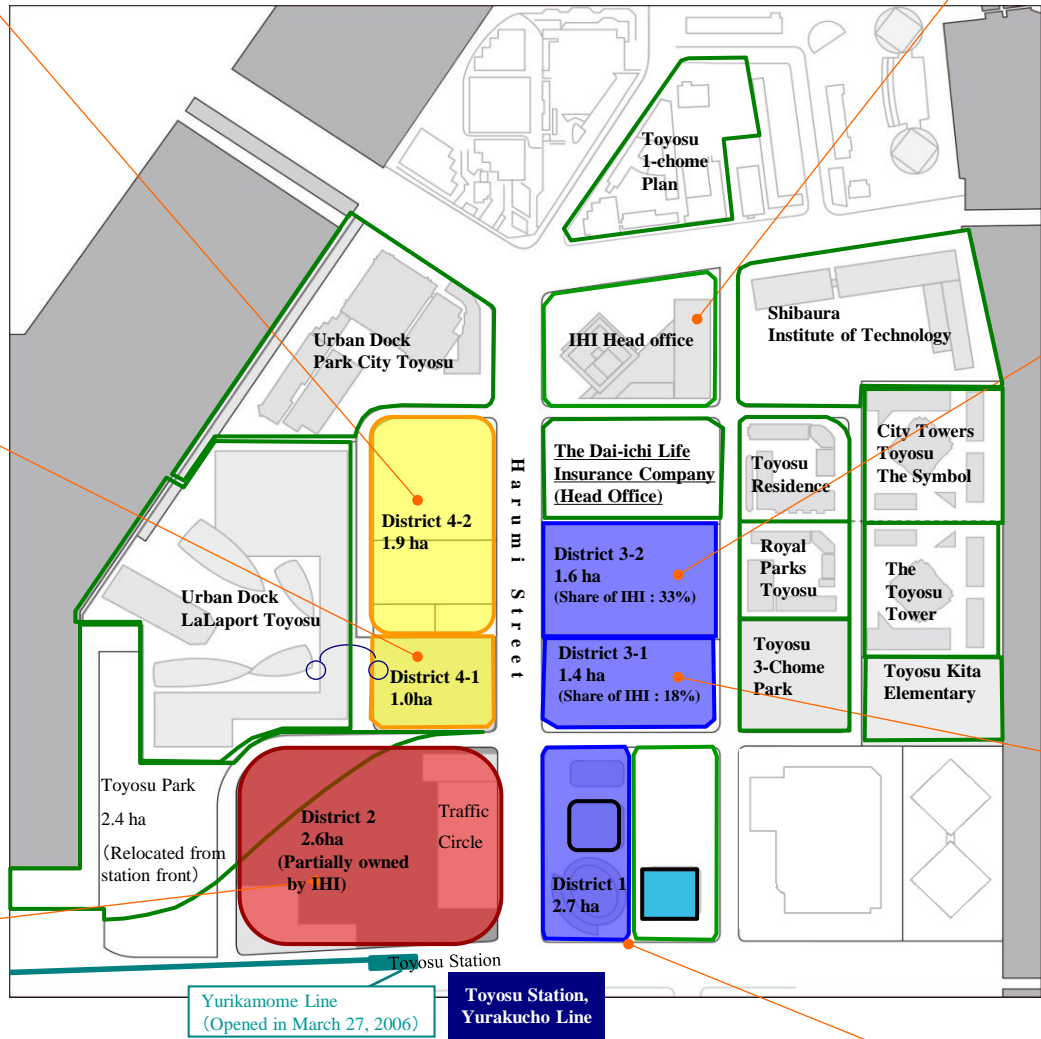 Toyosu
1-chome
Plan
Urban Dock
Park City Toyosu
IHI Head office
Shibaura
Institute of Technology
District 4-2
1.9 ha
Harumi Street
The Dai-ichi Life
Insurance Company
(Head Office)
Toyosu
Residence
City Towers
Toyosu
The Symbol
District 3-2
1.6 ha
(Share of IHI : 33%)
Royal
Parks
Toyosu
The
Toyosu
Tower
Urban Dock
LaLaport Toyosu
District 4-1
1.0ha
District 3-1
1.4 ha
(Share of IHI : 18%)
Toyosu
3-Chome
Park
Toyosu Kita
Elementary
Toyosu Park
2.4 ha
（Relocated from
station front）
District 2
2.6ha
(Partially owned
by IHI)
Traffic
Circle
District 1
2.7 ha
Toyosu Station
Yurikamome Line
（Opened in March 27, 2006）
Toyosu Station,
Yurakucho Line